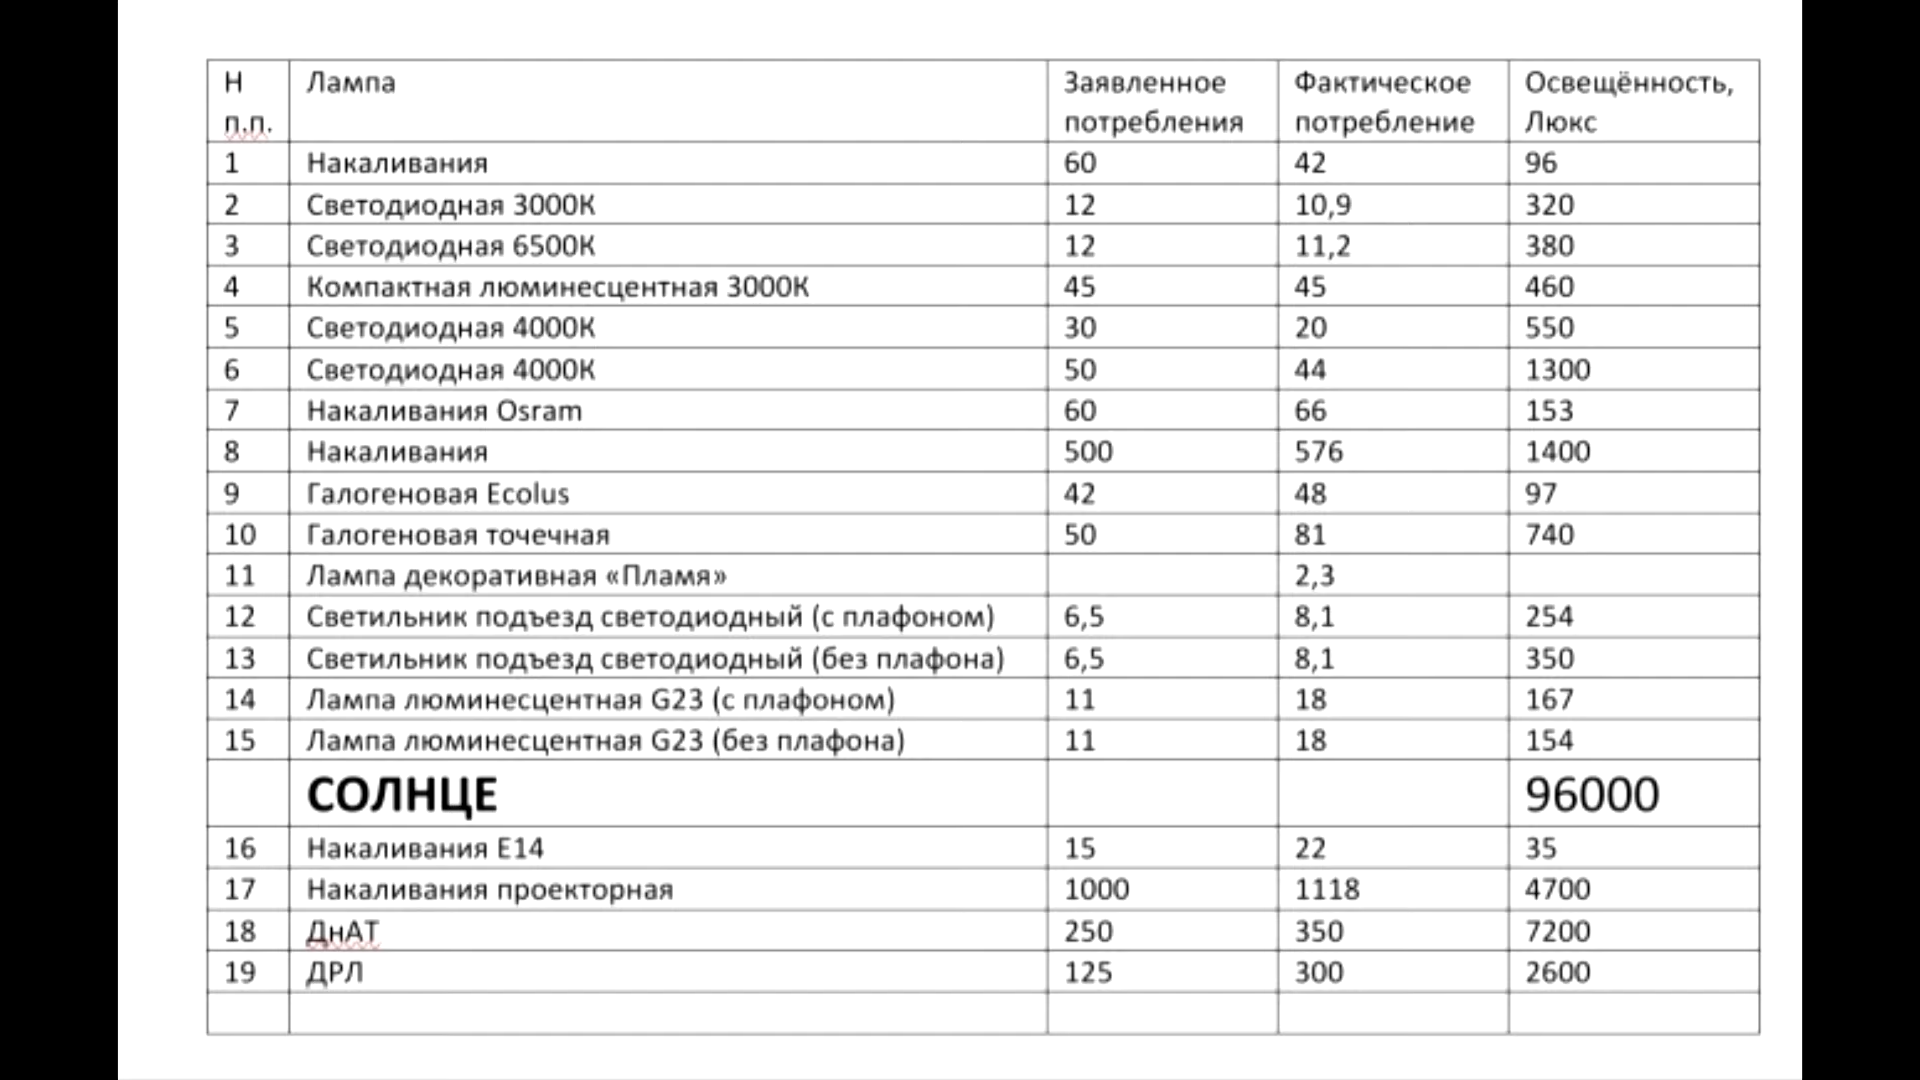 Н п.п. Лампа Заявленное потребления Фактическое потребление Освещённость, Люкс
1 Накаливания 60 42 96
2 Светодиодная 3000К 12 10,9 320
3 Светодиодная 6500К 12 11,2 380
4 Компактная люминесцентная 3000К 45 45 460
5 Светодиодная 4000К 30 20 550
6 Светодиодная 4000К 50 44 1300
7 Накаливания Osram 60 66 153
8 Накаливания 500 576 1400
9 Галогеновая Ecolus 42 48 97
10 Галогеновая точечная 50 81 740
11 Лампа декоративная «Пламя» 2,3
12 Светильник подъезд светодиодный (с плафоном) 6,5 8,1 254
13 Светильник подъезд светодиодный (без плафона) 6,5 8,1 350
14 Лампа люминесцентная G23 (с плафоном) 11 18 167
15 Лампа люминесцентная G23 (без плафона) 11 18 154
СОЛНЦЕ 96000
16 Накаливания Е14 15 22 35
17 Накаливания проекторная 1000 1118 4700
18 ДнАТ 250 350 7200
19 ДРЛ 125 300 2600